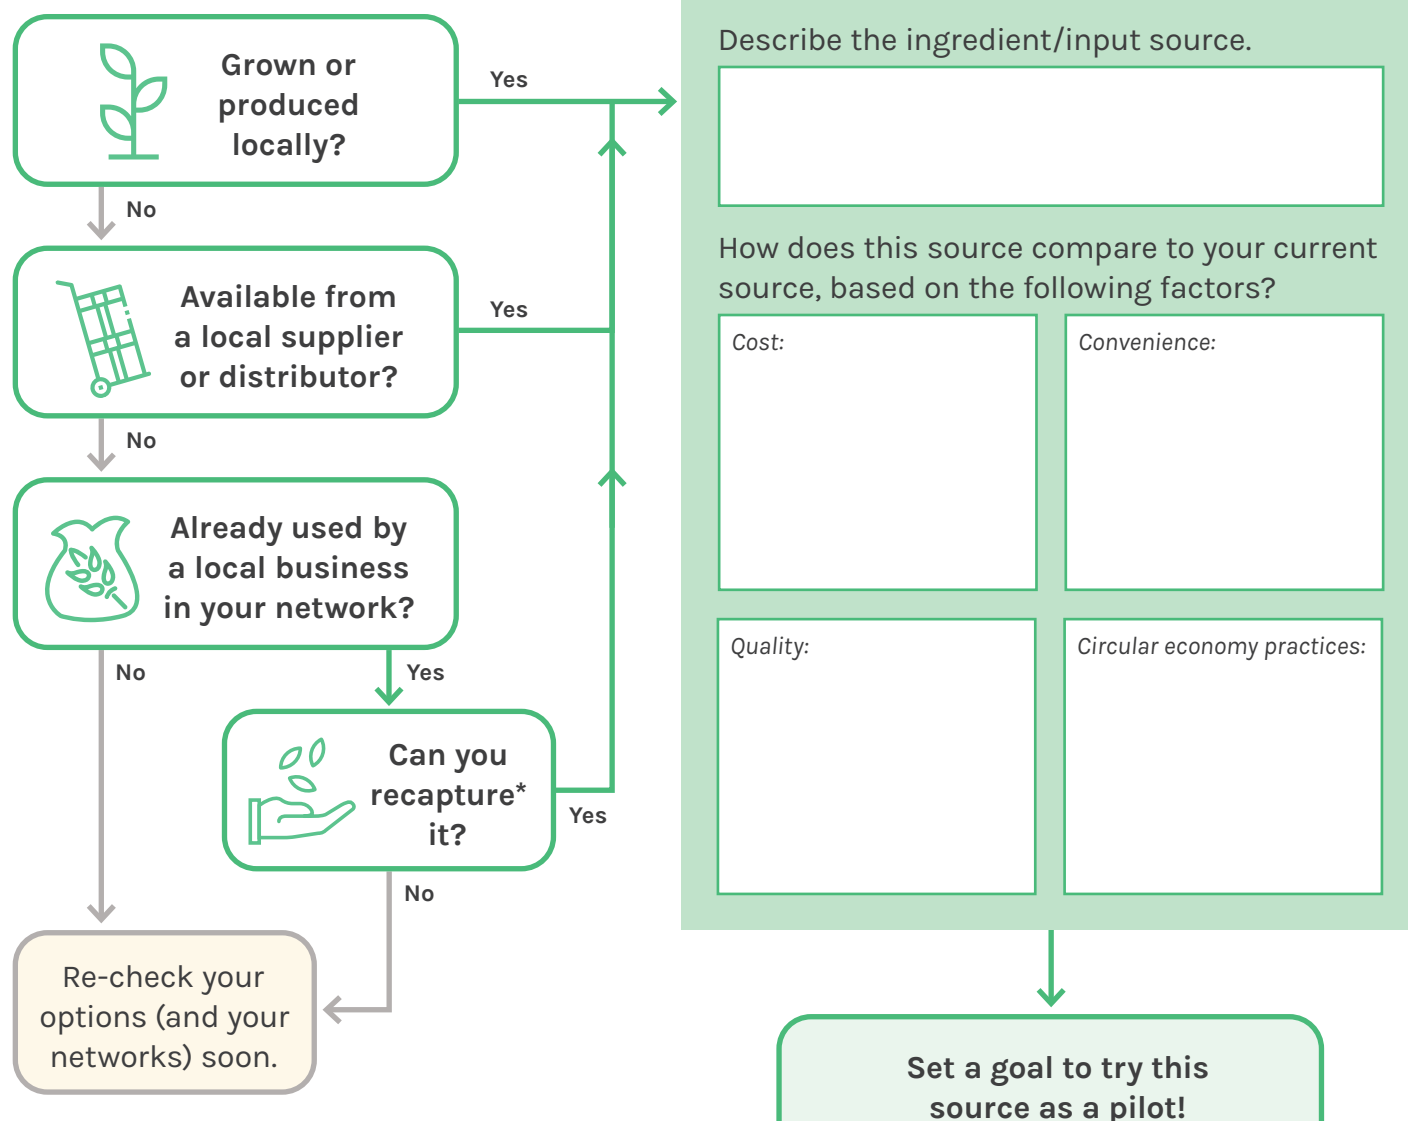 Grown or
produced
locally?
Yes
No
Available from
a local supplier
or distributor?
Yes
No
Already used by
a local business
in your network?
No
Yes
Can you
recapture*
it?
Yes
No
Re-check your
options (and your
networks) soon.
Describe the ingredient/input source.
How does this source compare to your current
source, based on the following factors?
Cost:
Convenience:
Quality:
Circular economy practices:
Set a goal to try this
source as a pilot!